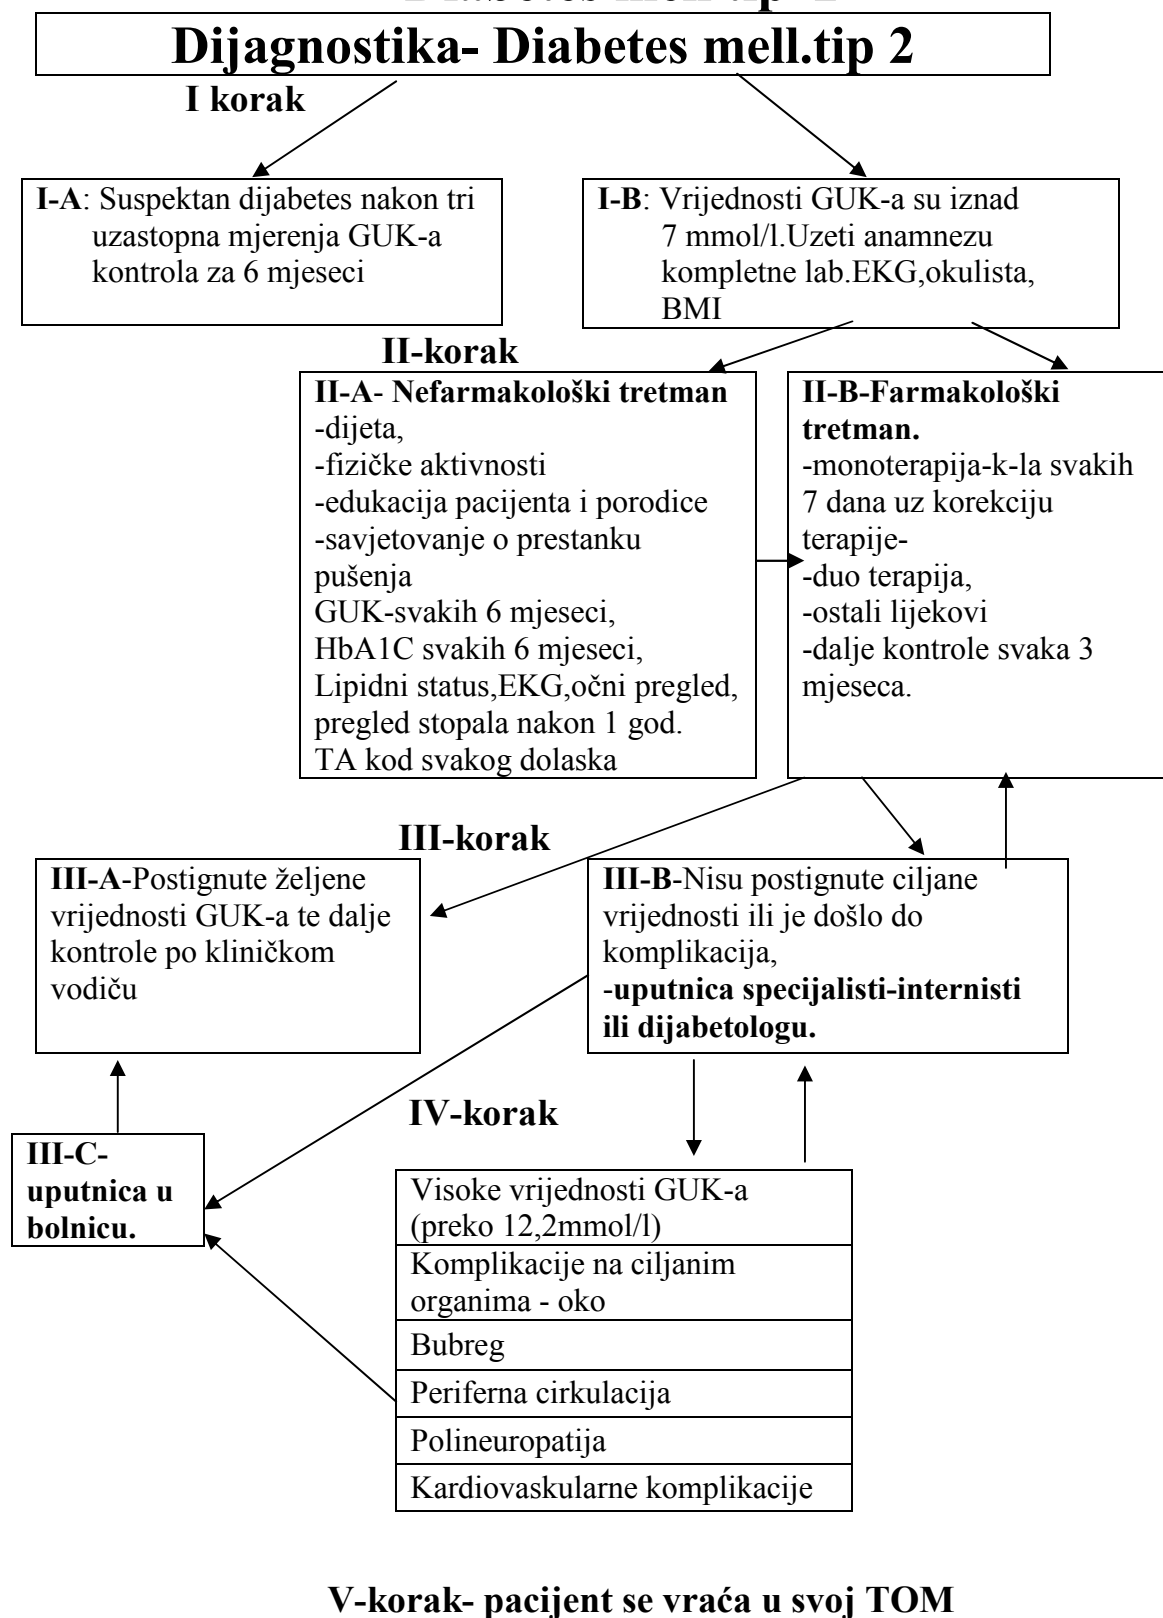 Dijagnostika- Diabetes mell.tip 2
I korak
I-A: Suspektan dijabetes nakon tri
uzastopna mjerenja GUK-a
kontrola za 6 mjeseci
I-B: Vrijednosti GUK-a su iznad
7 mmol/l.Uzeti anamnezu
kompletne lab.EKG,okulista,
BMI
II-korak
II-A- Nefarmakološki tretman
-dijeta,
-fizičke aktivnosti
-edukacija pacijenta i porodice
-savjetovanje o prestanku
pušenja
GUK-svakih 6 mjeseci,
HbA1C svakih 6 mjeseci,
Lipidni status,EKG,očni pregled,
pregled stopala nakon 1 god.
TA kod svakog dolaska
II-B-Farmakološki
tretman.
-monoterapija-k-la svakih
7 dana uz korekciju
terapije-
-duo terapija,
-ostali lijekovi
-dalje kontrole svaka 3
mjeseca.
III-korak
III-A-Postignute željene
vrijednosti GUK-a te dalje
kontrole po kliničkom
vodiču
III-B-Nisu postignute ciljane
vrijednosti ili je došlo do
komplikacija,
-uputnica specijalisti-internisti
ili dijabetologu.
IV-korak
III-C-
uputnica u
bolnicu.
Visoke vrijednosti GUK-a
(preko 12,2mmol/l)
Komplikacije na ciljanim
organima - oko
Bubreg
Periferna cirkulacija
Polineuropatija
Kardiovaskularne komplikacije
V-korak- pacijent se vraća u svoj TOM